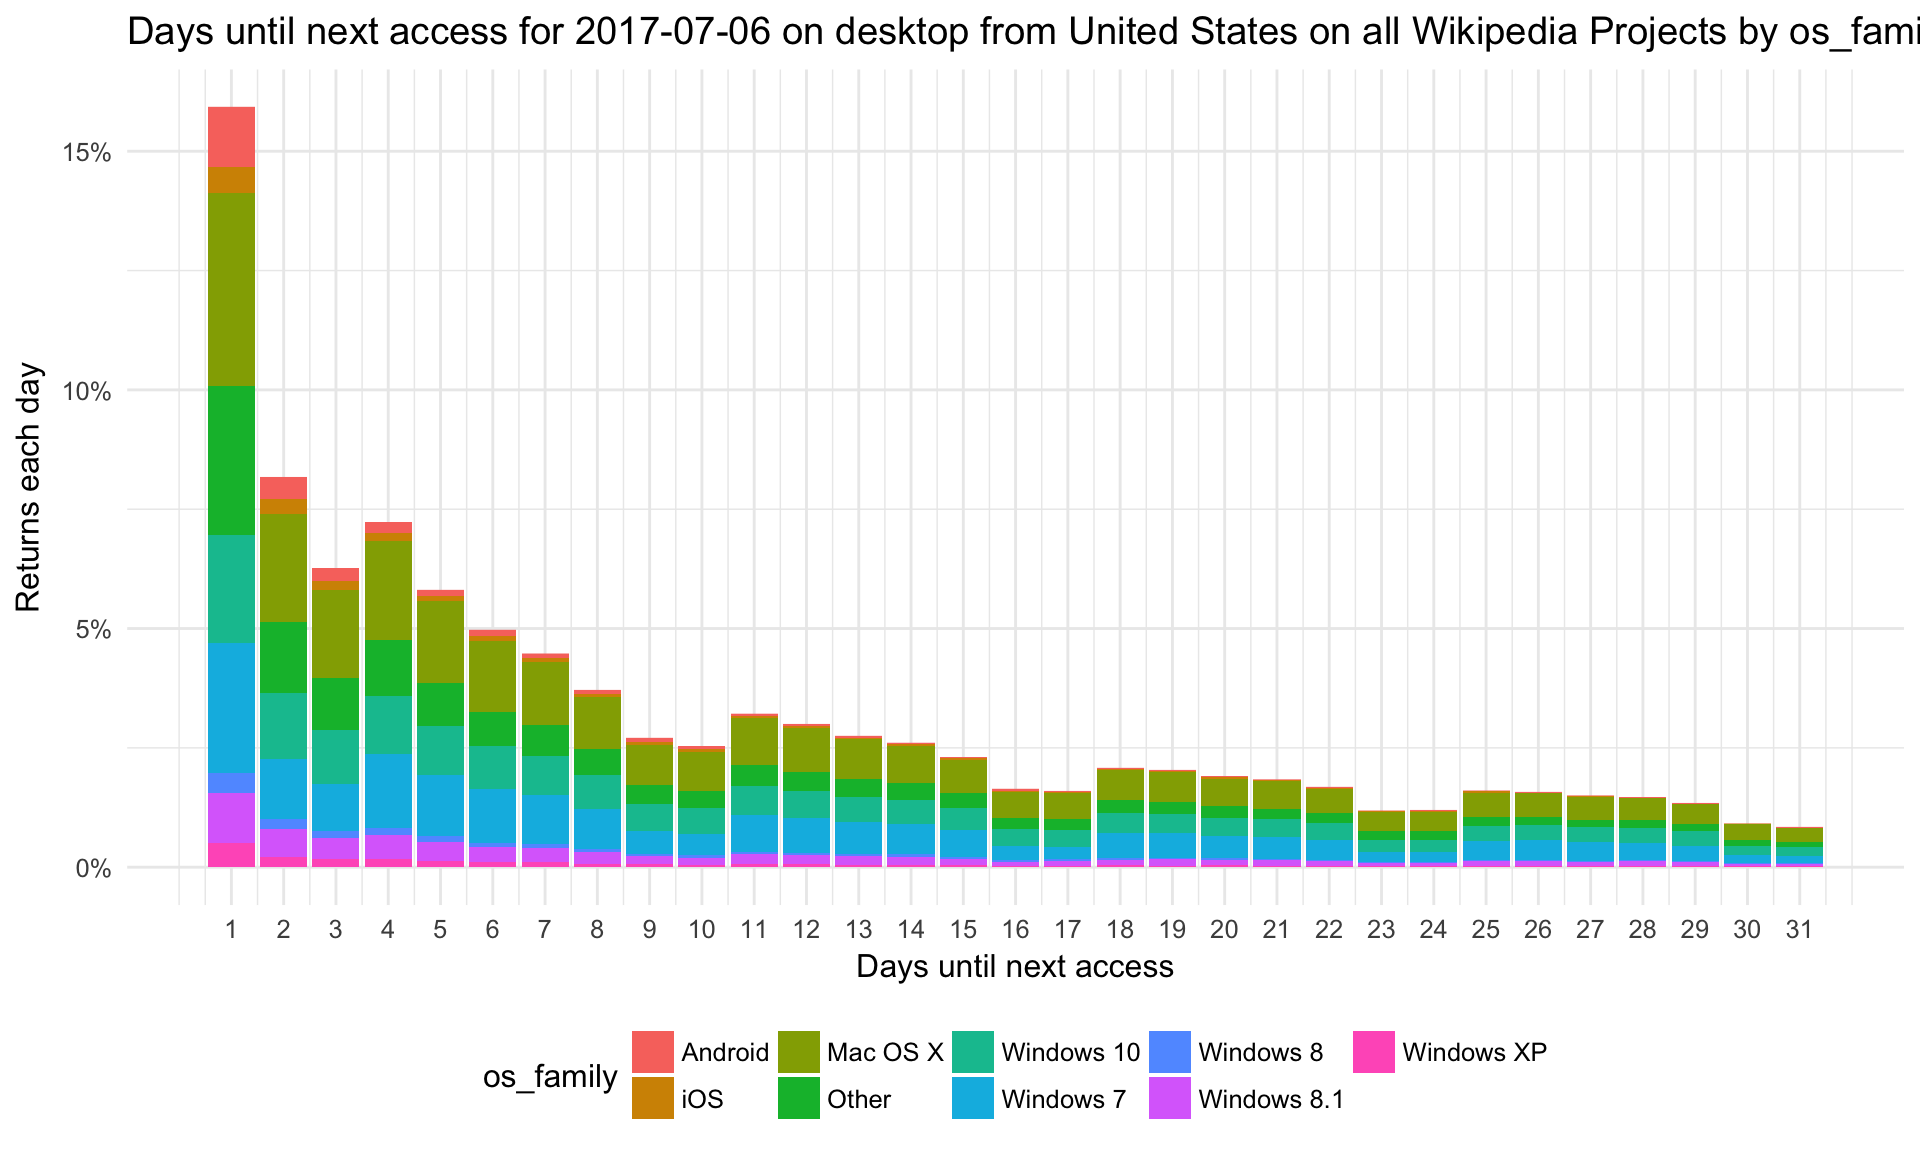 Days until next access for 2017-07-06 on desktop from United States on all Wikipedia Projects by os_fami
Returns each day
15%
10%
5%
0%
1 2 3 4 5 6 7 8 9 10 11 12 13 14 15 16 17 18 19 20 21 22 23 24 25 26 27 28 29 30 31
Days until next access
os_family
Android Mac OS X Windows 10 Windows 8 Windows XP
iOS Other Windows 7 Windows 8.1